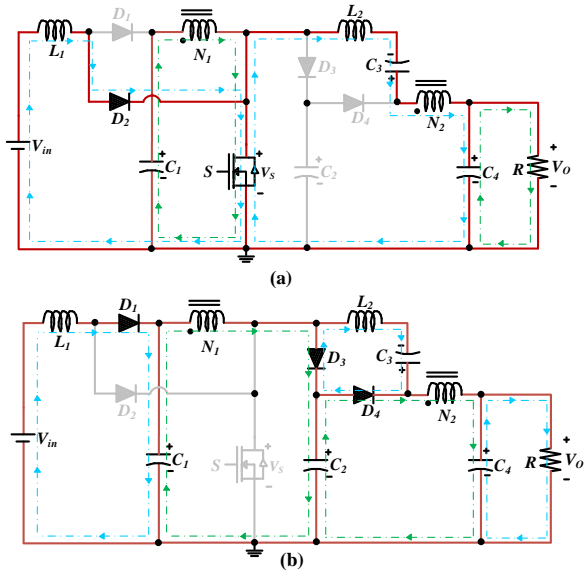 L1 D1 N1 L2
D3 C3
D2 D4 N2
Vin C1 S + VS - C2 C4 R + VO -
(a)
L1 D1 N1 L2
D3 C3
D2 D4 N2
Vin C1 S + VS - C2 C4 R + VO -
(b)